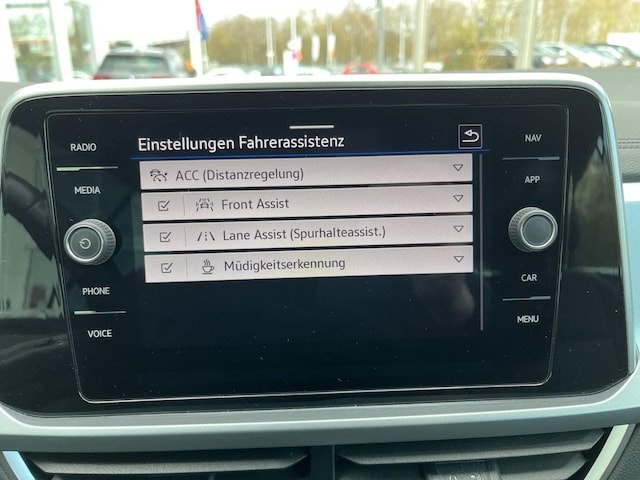 RADIO
MEDIA
PHONE
VOICE
Einstellungen Fahrerassistenz
ACC (Distanzregelung)
Front Assist
Lane Assist (Spurhalteassist.)
Müdigkeitserkennung
NAV
APP
CAR
MENU